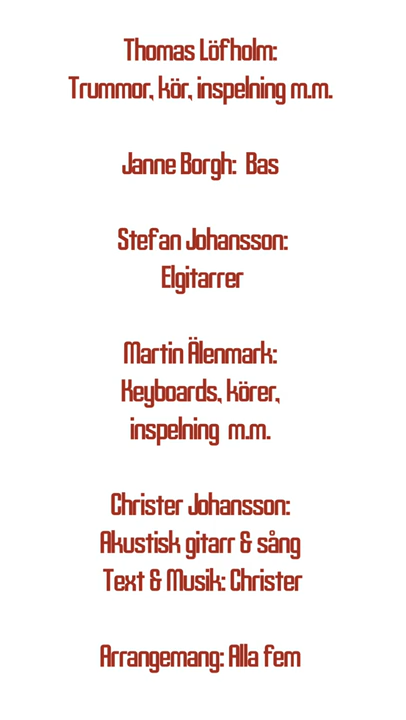 Thomas Löfholm:
Trummor, kör, inspelning m.m.
Janne Borgh: Bas
Stefan Johansson:
Elgitarrer
Martin Älenmark:
Keyboards, körer,
inspelning m.m.
Christer Johansson:
Akustisk gitarr & sång
Text & Musik: Christer
Arrangemang: Alla fem